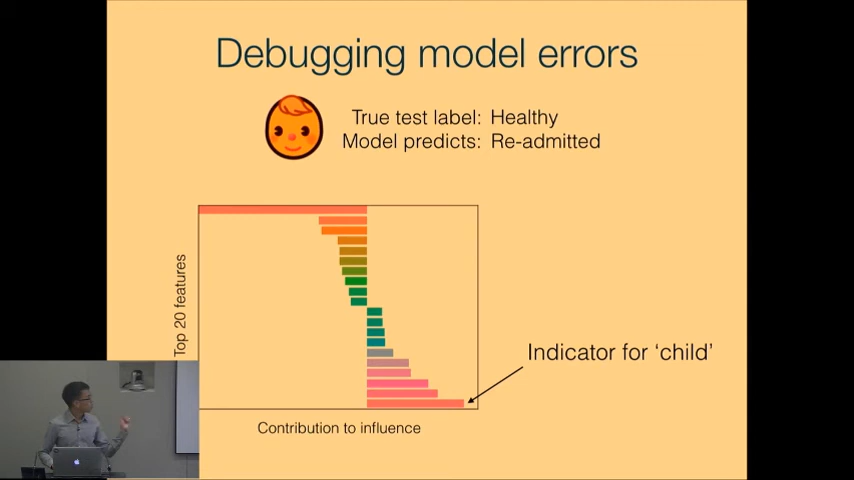 Debugging model errors
True test label: Healthy
Model predicts: Re-admitted
Top 20 features
Indicator for ‘child’
Contribution to influence